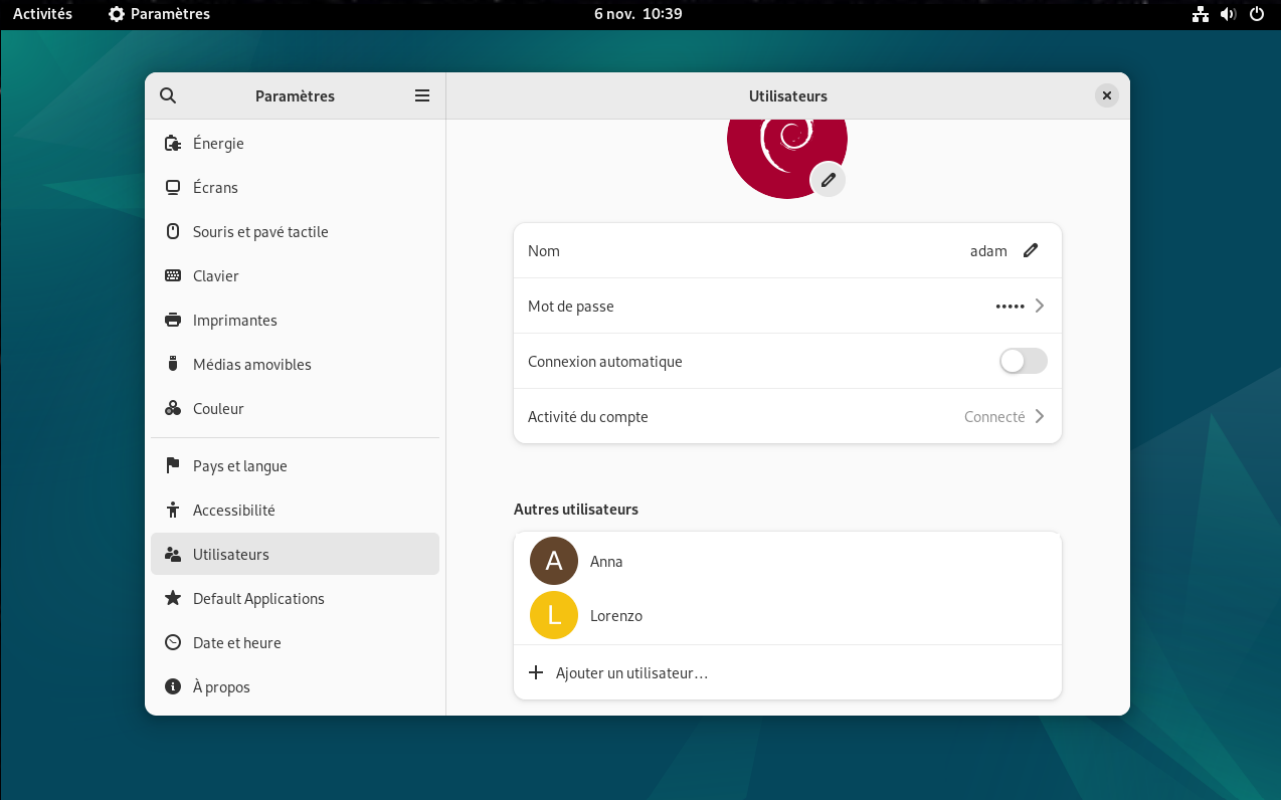 Activités Paramètres 6 nov. 10:39
Paramètres
Utilisateurs
Énergie
Écrans
Souris et pavé tactile
Clavier
Imprimantes
Médias amovibles
Couleur
Pays et langue
Accessibilité
Utilisateurs
Default Applications
Date et heure
À propos
Nom adam
Mot de passe •••••
Connexion automatique
Activité du compte Connecté
Autres utilisateurs
A Anna
L Lorenzo
Ajouter un utilisateur…